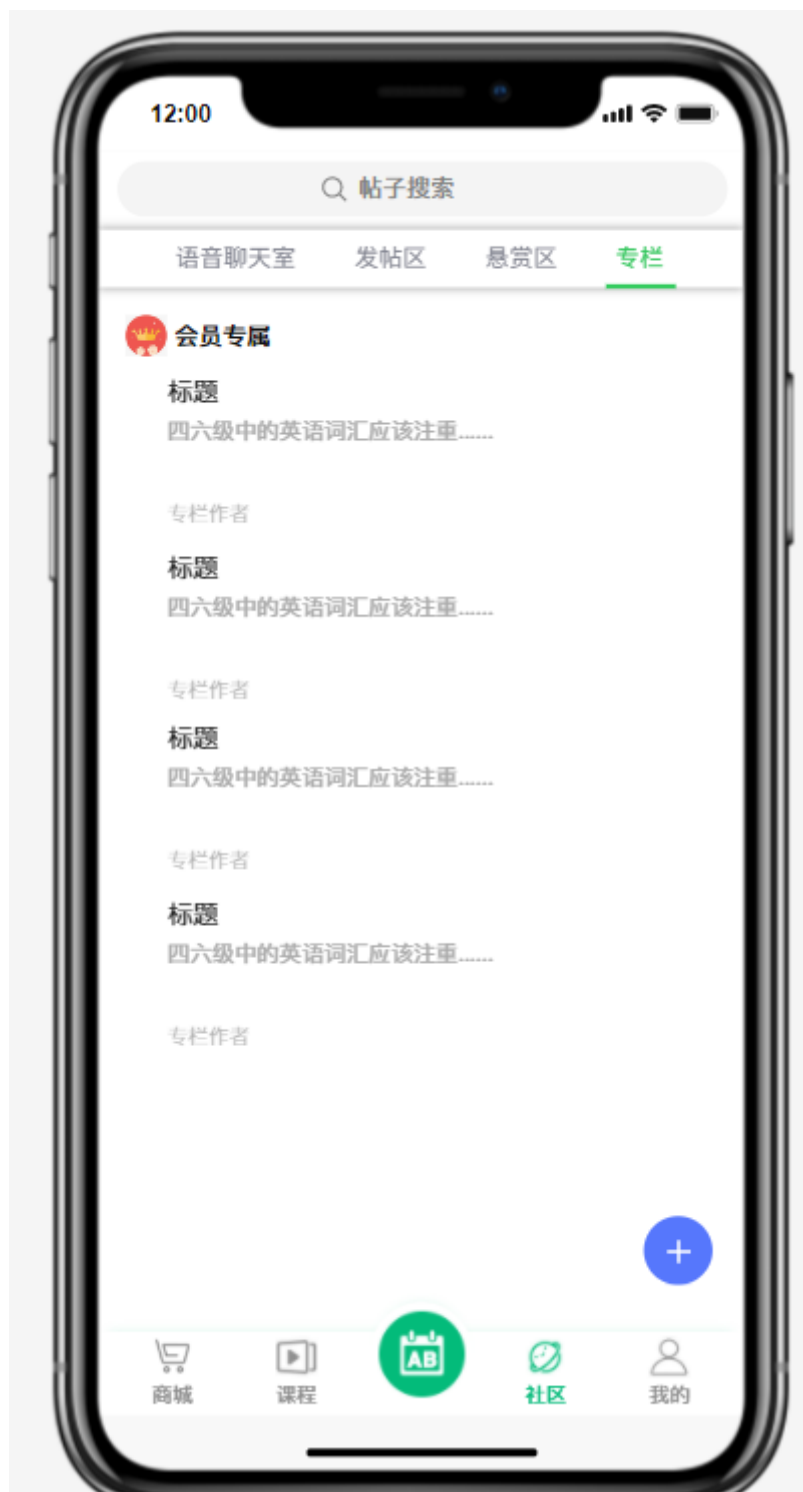 12:00
帖子搜索
语音聊天室 发帖区 悬赏区 专栏
会员专属
标题
四六级中的英语词汇应该注重......
专栏作者
标题
四六级中的英语词汇应该注重......
专栏作者
标题
四六级中的英语词汇应该注重......
专栏作者
标题
四六级中的英语词汇应该注重......
专栏作者
+
AB
商城 课程 社区 我的